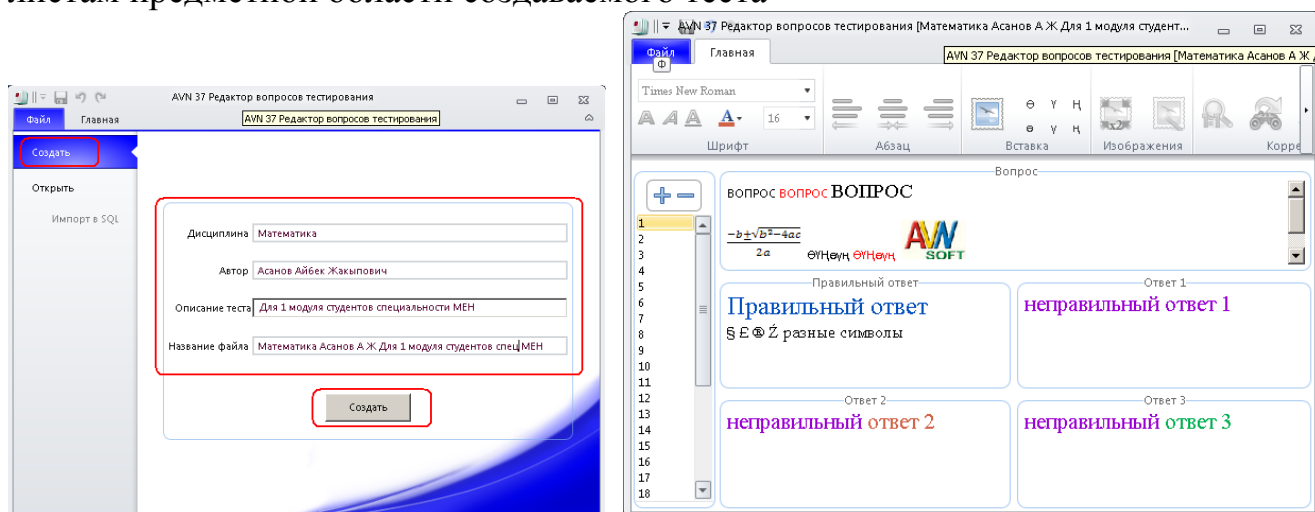 листам предметной области создаваемого теста
AVN 37 Редактор вопросов тестирования
AVN 37 Редактор вопросов тестирования
Файл Главная
Создать
Открыть
Импорт в SQL
Дисциплина Математика
Автор Асанов Айбек Жакыпович
Описание теста Для 1 модуля студентов специальности МЕН
Название файла Математика Асанов А Ж Для 1 модуля студентов спец МЕН
Создать
AVN 37 Редактор вопросов тестирования [Математика Асанов А Ж Для 1 модуля студент...
AVN 37 Редактор вопросов тестирования [Математика Асанов А Ж
Файл Главная
Ф
Times New Roman
А А А А 16
Ө Ү Ң
ө ү ң
x2
Шрифт Абзац Вставка Изображения Корре
Вопрос
ВОПРОС ВОПРОС ВОПРОС
−b±√b²−4ac
2a
ӨҮҢөүң ӨҮҢөүң
AVN
SOFT
Правильный ответ
Правильный ответ
§ £ ® Ź разные символы
Ответ 1
неправильный ответ 1
Ответ 2
неправильный ответ 2
Ответ 3
неправильный ответ 3
1
2
3
4
5
6
7
8
9
10
11
12
13
14
15
16
17
18